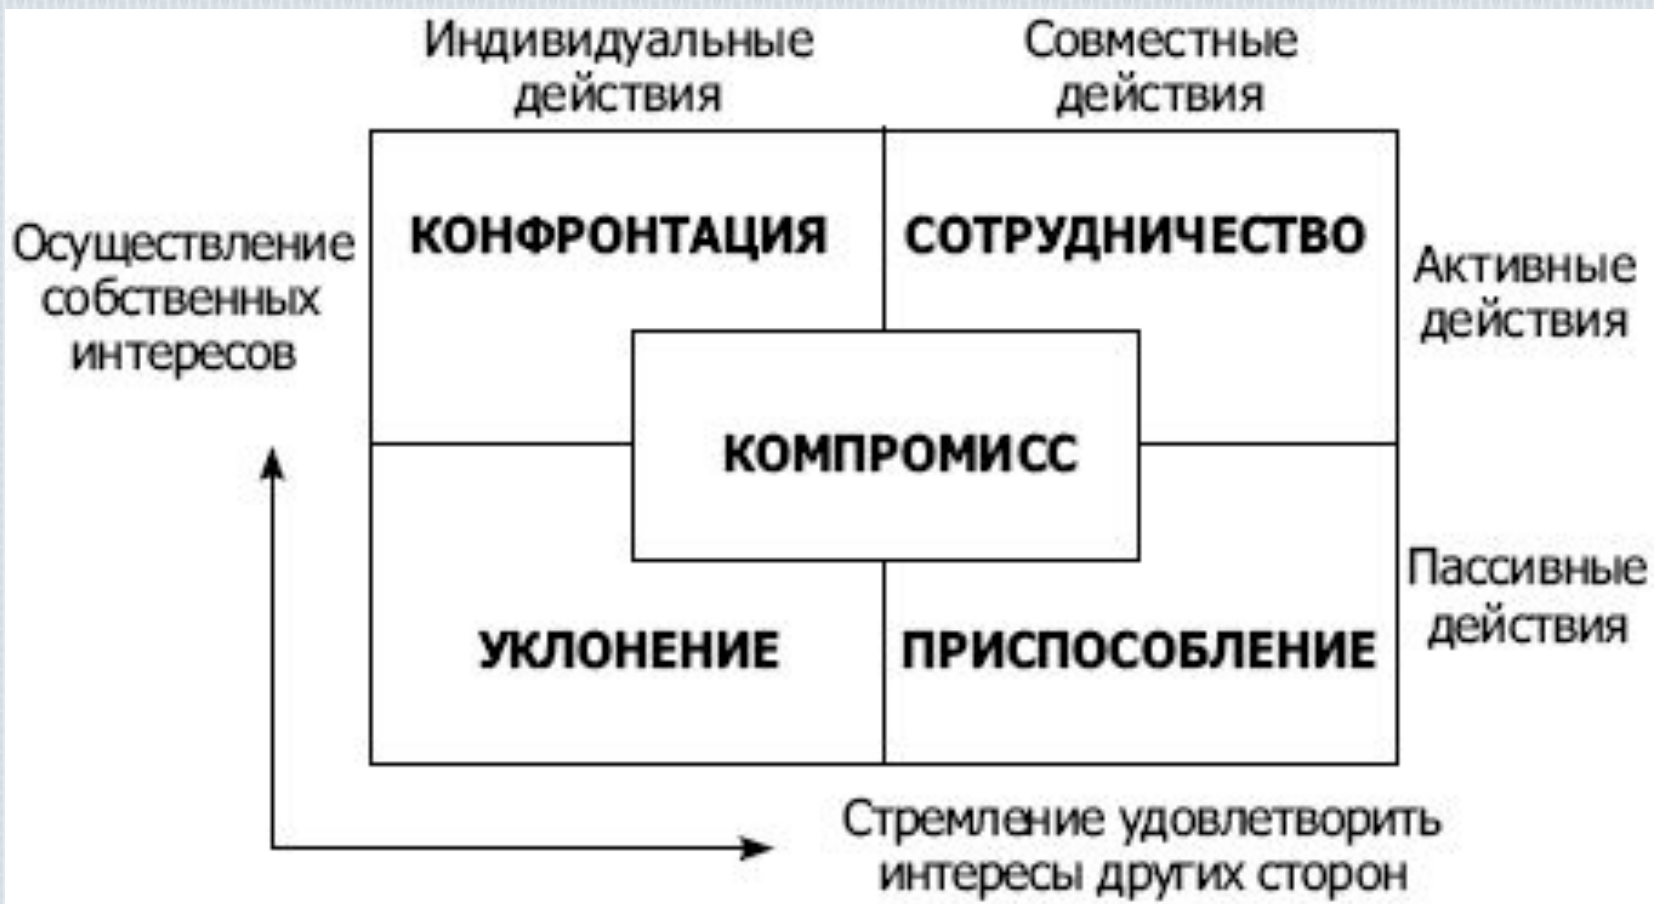 Индивидуальные
действия
Совместные
действия
КОНФРОНТАЦИЯ
СОТРУДНИЧЕСТВО
Осуществление
собственных
интересов
Активные
действия
КОМПРОМИСС
УКЛОНЕНИЕ
ПРИСПОСОБЛЕНИЕ
Пассивные
действия
Стремление удовлетворить
интересы других сторон